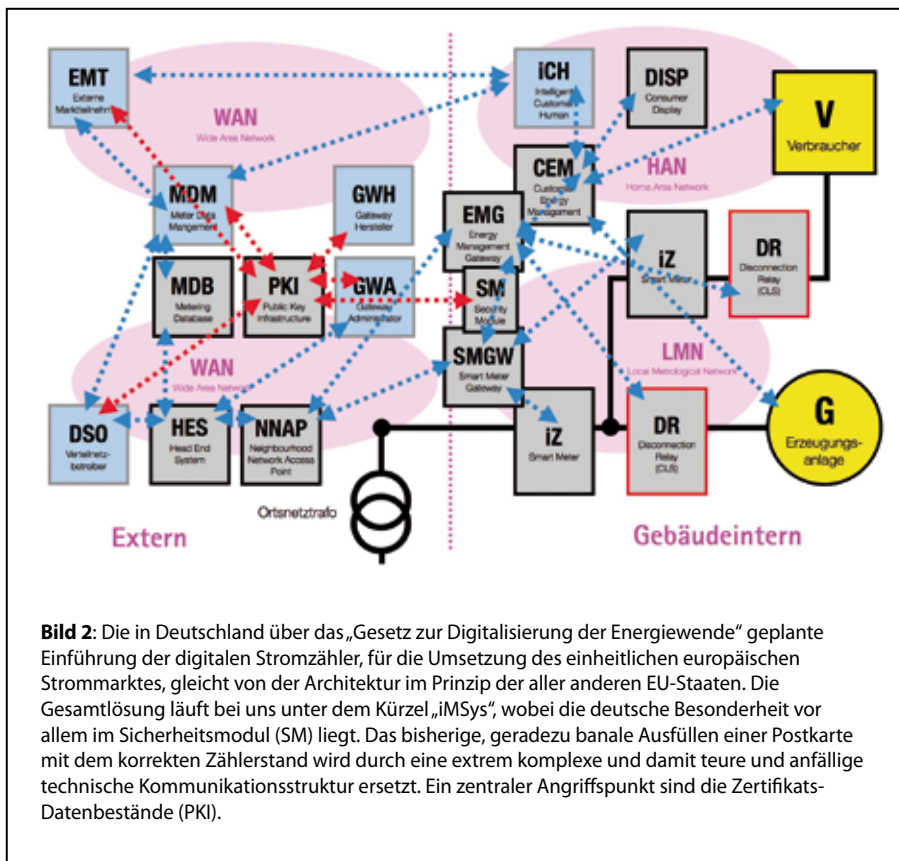 EMT
Externe
Marktteilnehmer
WAN
Wide Area Network
iCH
Intelligent
Customer
Human
DISP
Consumer
Display
V
Verbraucher
MDM
Meter Data
Mangement
GWH
Gateway
Hersteller
CEM
Customer
Energy
Management
HAN
Home Area Network
EMG
Energy
Management
Gateway
MDB
Metering
Database
PKI
Public Key
Infrastructure
GWA
Gateway
Administrator
SM
Security
Module
iZ
Smart Meter
DR
Disconnection
Relay
(CLS)
WAN
Wide Area Network
SMGW
Smart Meter
Gateway
LMN
Local Metrological Network
DSO
Verteilnetz-
betreiber
HES
Head End
System
NNAP
Neighbourhood
Network Access
Point
iZ
Smart Meter
DR
Disconnection
Relay
(CLS)
G
Erzeugungs-
anlage
Ortsnetztrafo
Extern
Gebäudeintern
Bild 2: Die in Deutschland über das „Gesetz zur Digitalisierung der Energiewende“ geplante
Einführung der digitalen Stromzähler, für die Umsetzung des einheitlichen europäischen
Strommarktes, gleicht von der Architektur im Prinzip der aller anderen EU-Staaten. Die
Gesamtlösung läuft bei uns unter dem Kürzel „iMSys“, wobei die deutsche Besonderheit vor
allem im Sicherheitsmodul (SM) liegt. Das bisherige, geradezu banale Ausfüllen einer Postkarte
mit dem korrekten Zählerstand wird durch eine extrem komplexe und damit teure und anfällige
technische Kommunikationsstruktur ersetzt. Ein zentraler Angriffspunkt sind die Zertifikats-
Datenbestände (PKI).